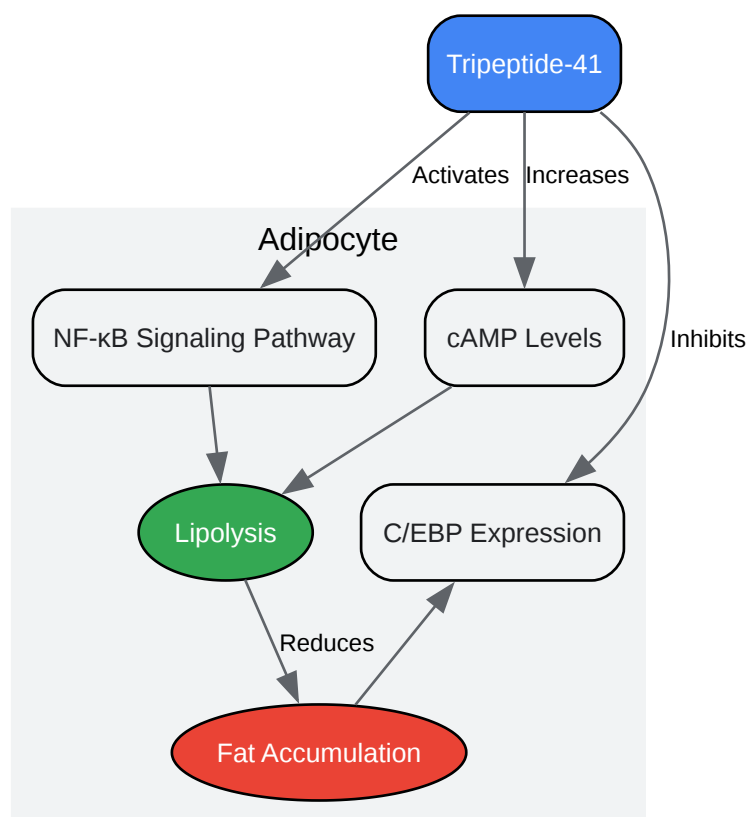 Tripeptide-41
Activates
Increases
Adipocyte
NF-κB Signaling Pathway
cAMP Levels
Inhibits
Lipolysis
C/EBP Expression
Reduces
Fat Accumulation